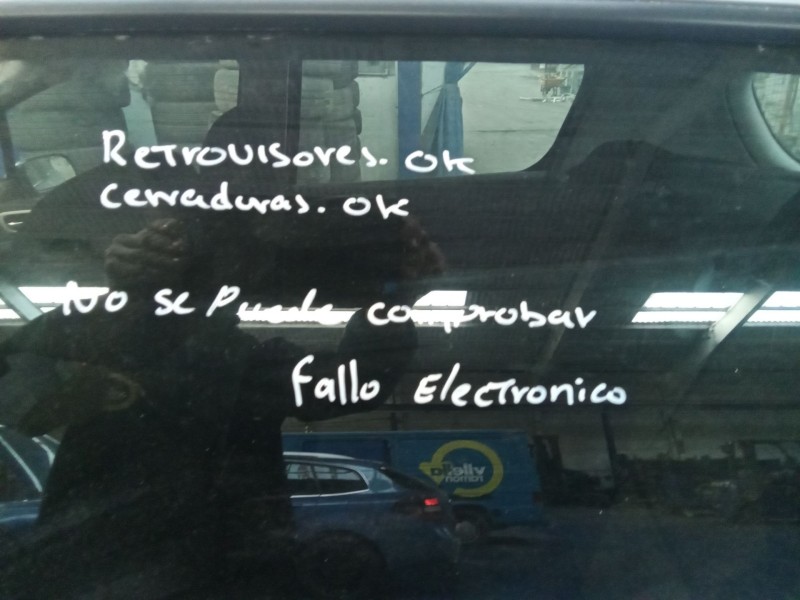 Retrovisores. OK
cerraduras. OK
No se Puede comprobar
fallo Electronico